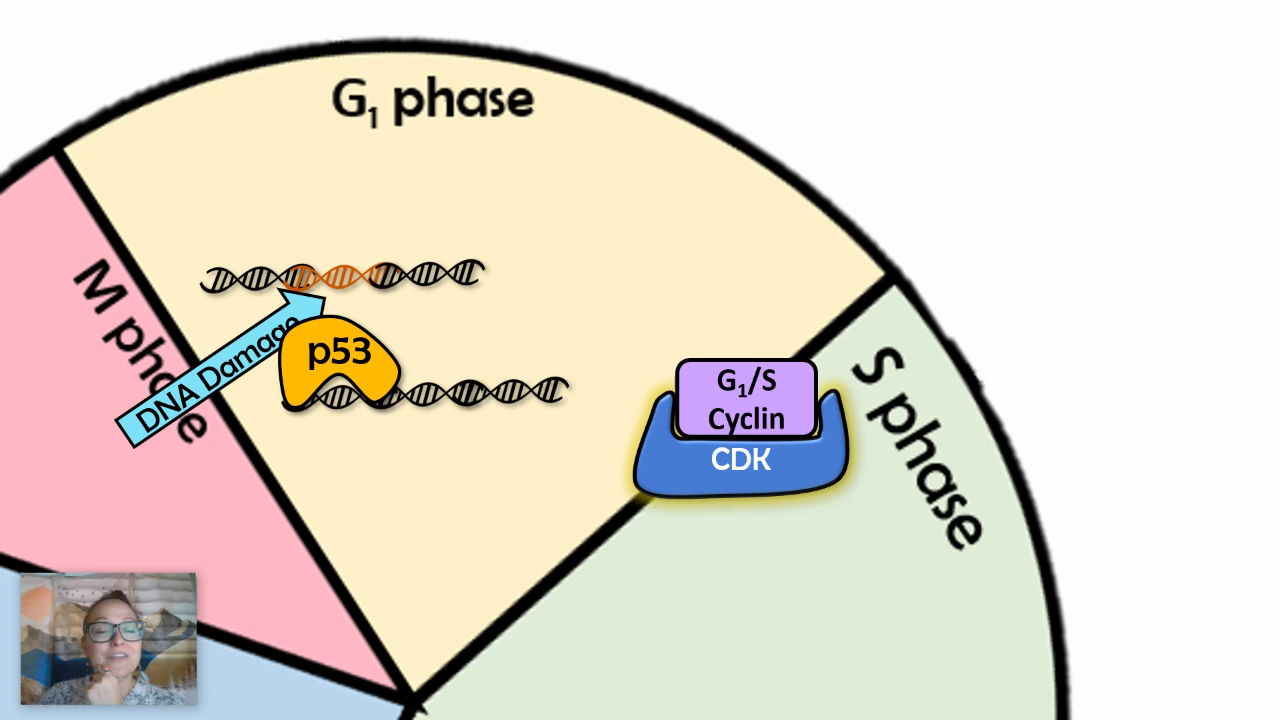 G₁ phase
M phase
DNA Damage
p53
G₁/S
Cyclin
CDK
S phase